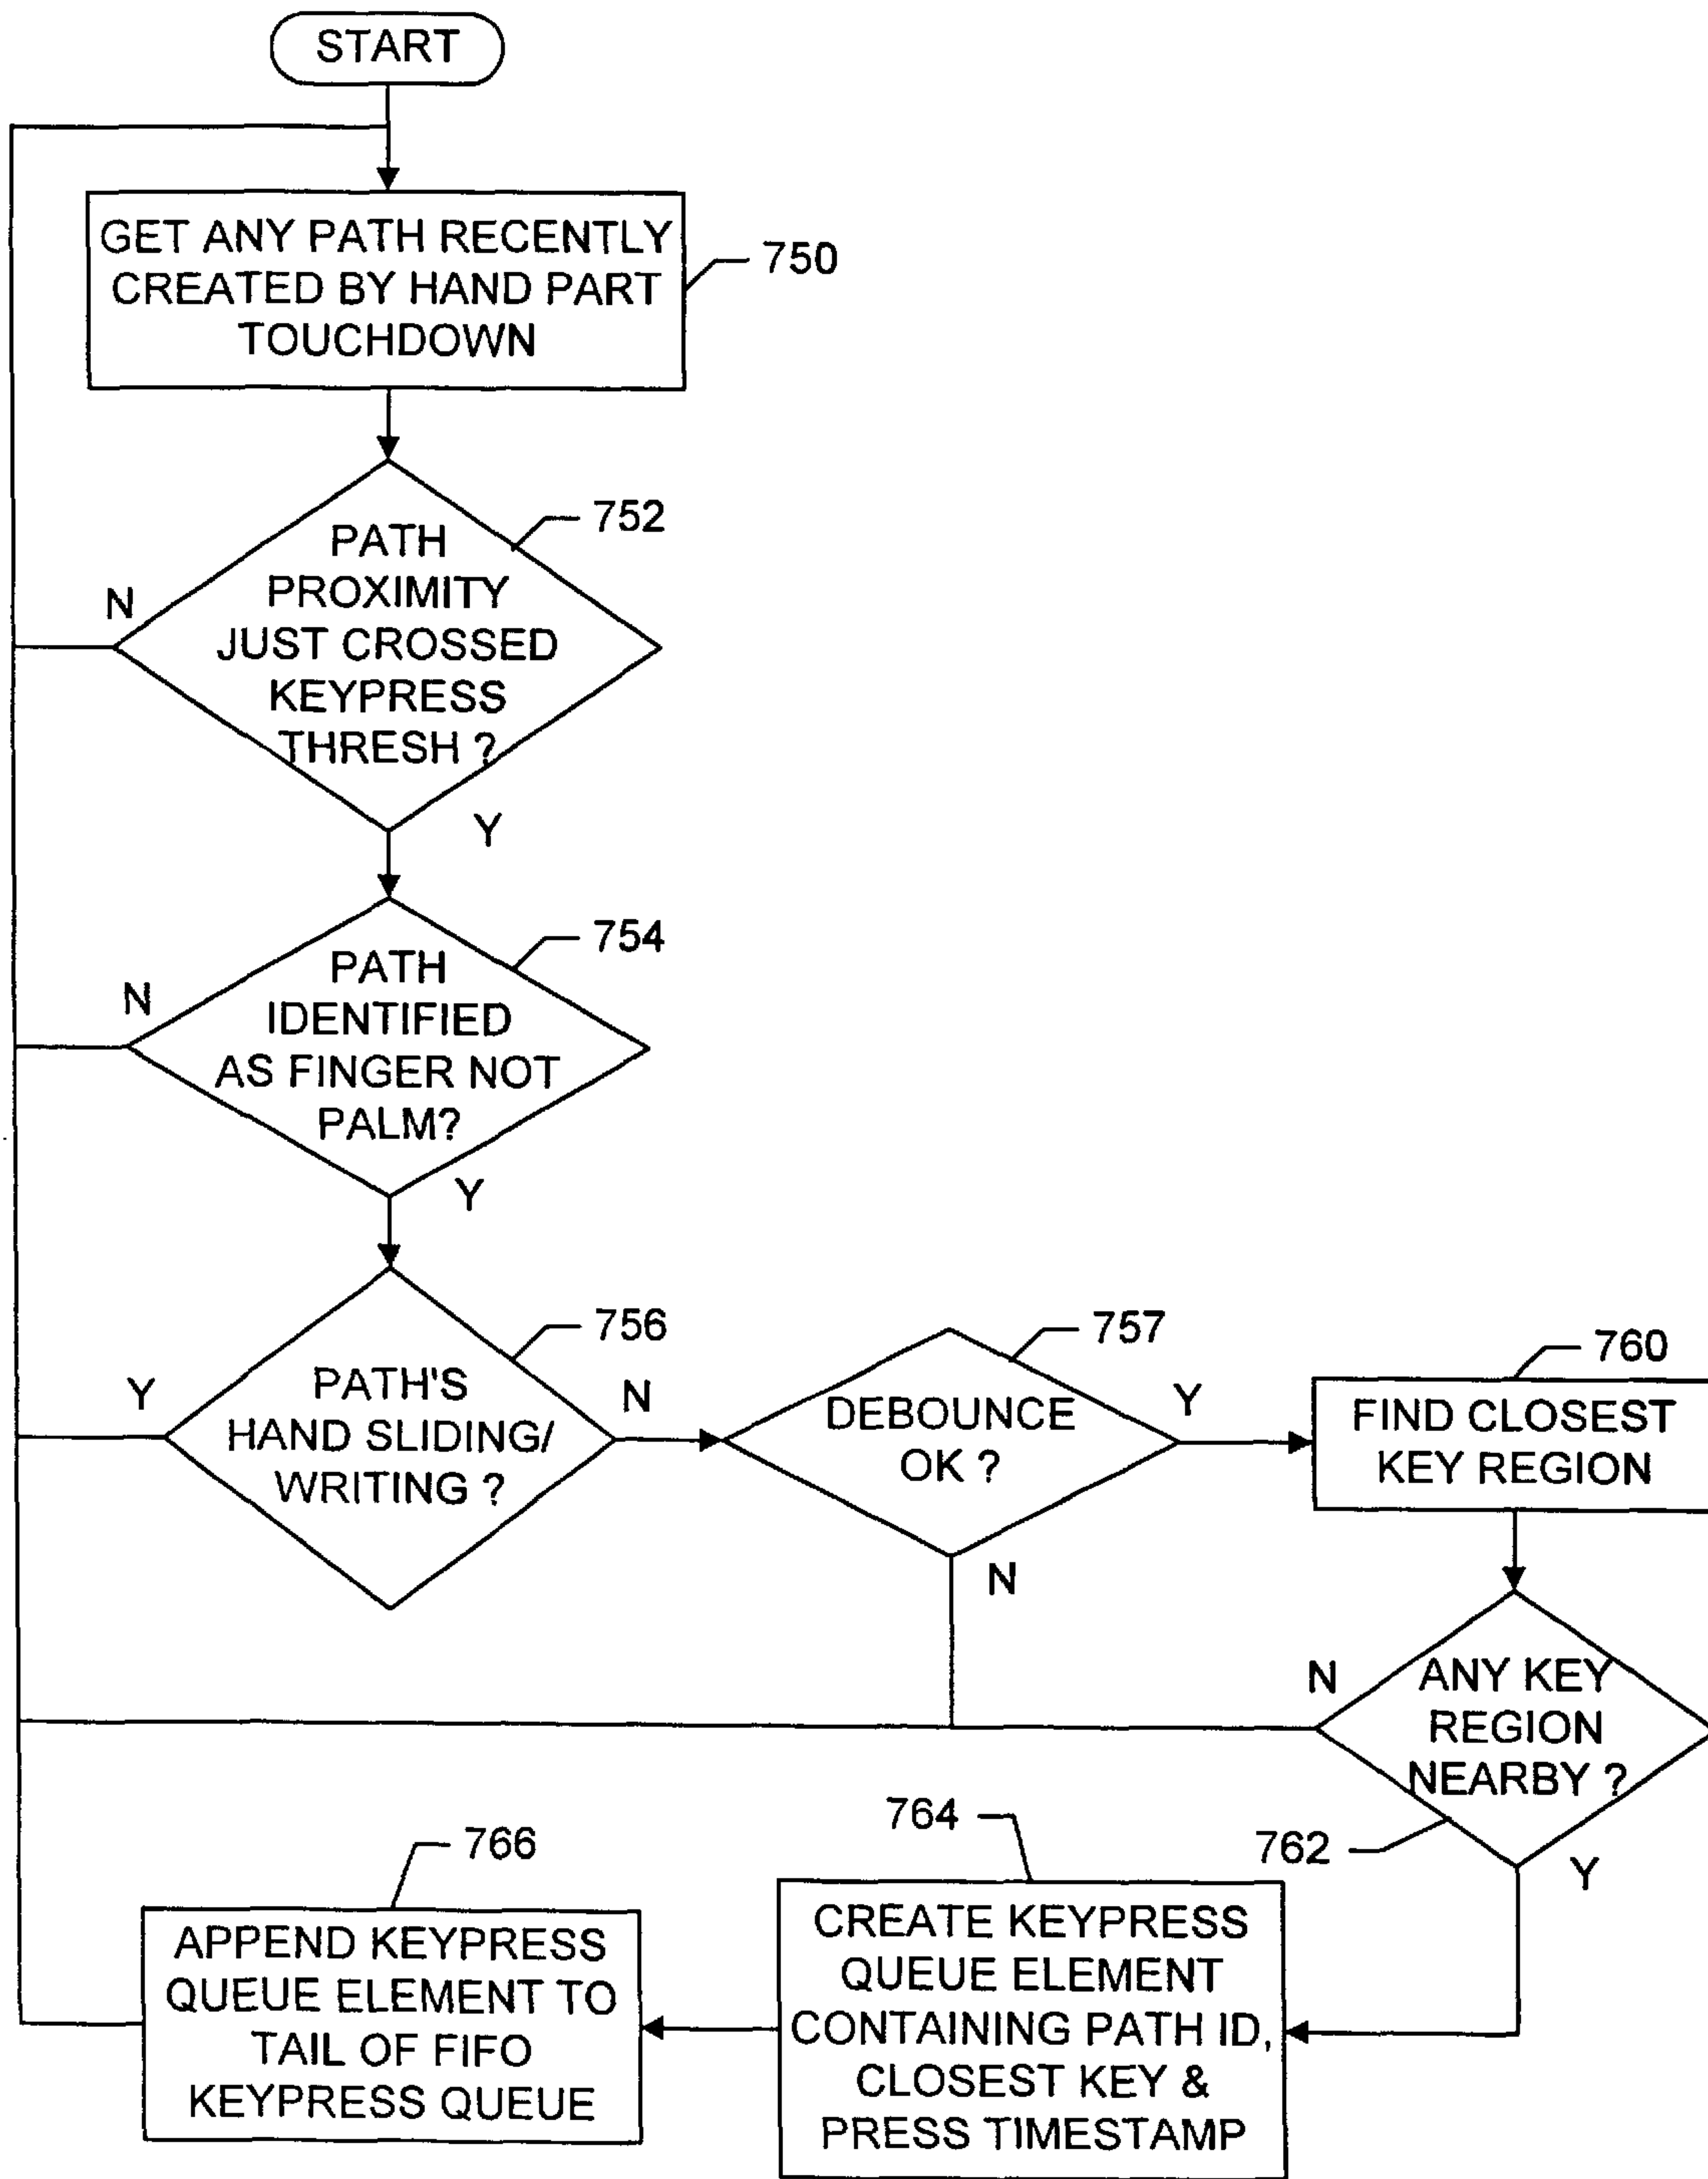 START
GET ANY PATH RECENTLY
CREATED BY HAND PART
TOUCHDOWN
750
752
PATH
PROXIMITY
JUST CROSSED
KEYPRESS
THRESH ?
N
Y
754
PATH
IDENTIFIED
AS FINGER NOT
PALM?
N
Y
756
PATH'S
HAND SLIDING/
WRITING ?
Y
N
757
DEBOUNCE
OK ?
Y
N
760
FIND CLOSEST
KEY REGION
ANY KEY
REGION
NEARBY ?
N
762
Y
764
CREATE KEYPRESS
QUEUE ELEMENT
CONTAINING PATH ID,
CLOSEST KEY &
PRESS TIMESTAMP
766
APPEND KEYPRESS
QUEUE ELEMENT TO
TAIL OF FIFO
KEYPRESS QUEUE